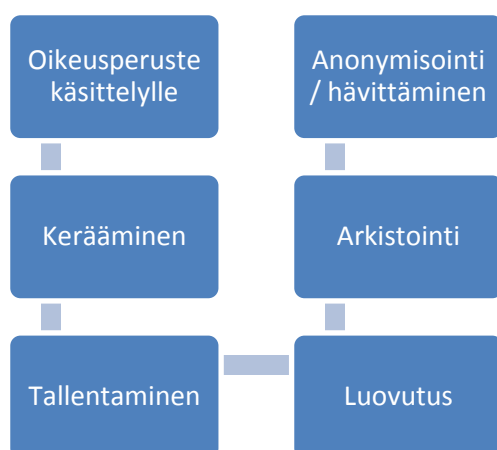 Oikeusperuste
käsittelylle
Kerääminen
Tallentaminen
Luovutus
Arkistointi
Anonymisointi
/ hävittäminen